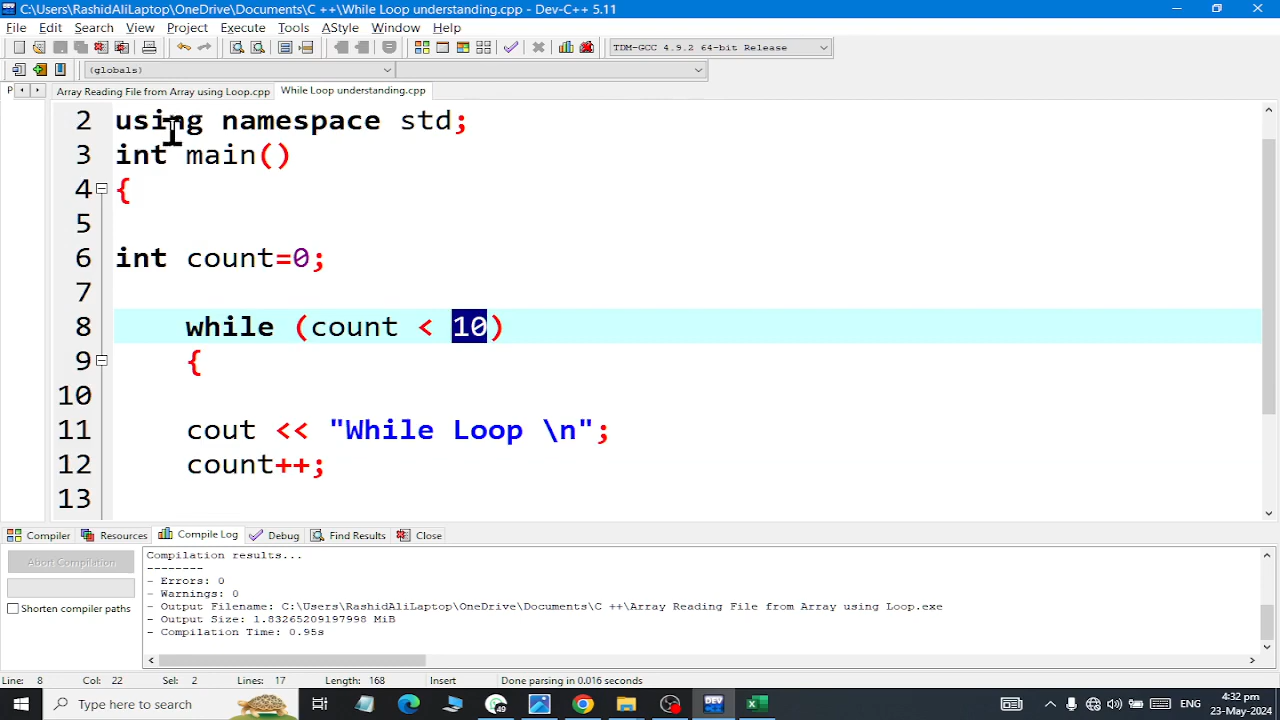 C:\Users\RashidAliLaptop\OneDrive\Documents\C ++\While Loop understanding.cpp - Dev-C++ 5.11
File Edit Search View Project Execute Tools AStyle Window Help
TDM-GCC 4.9.2 64-bit Release
(globals)
Array Reading File from Array using Loop.cpp While Loop understanding.cpp
2 using namespace std;
3 int main()
4 {
5
6 int count=0;
7
8 while (count < 10)
9 {
10
11 cout << "While Loop \n";
12 count++;
13
Compiler Resources Compile Log Debug Find Results Close
Abort Compilation
Shorten compiler paths
Compilation results...
--------
- Errors: 0
- Warnings: 0
- Output Filename: C:\Users\RashidAliLaptop\OneDrive\Documents\C ++\Array Reading File from Array using Loop.exe
- Output Size: 1.83265209197998 MiB
- Compilation Time: 0.95s
Line: 8 Col: 22 Sel: 2 Lines: 17 Length: 168 Insert Done parsing in 0.016 seconds
Type here to search
DEV
ENG
4:32 pm
23-May-2024